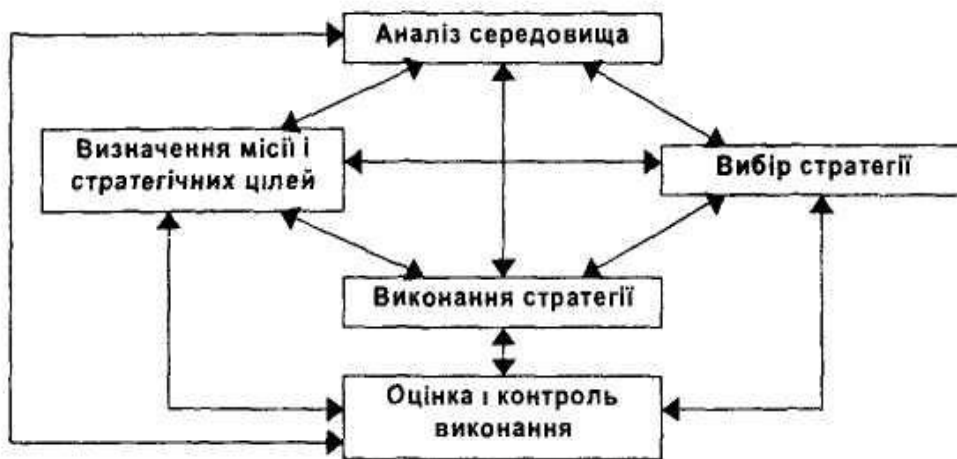 Аналіз середовища
Визначення місії і
стратегічних цілей
Вибір стратегії
Виконання стратегії
Оцінка і контроль
виконання